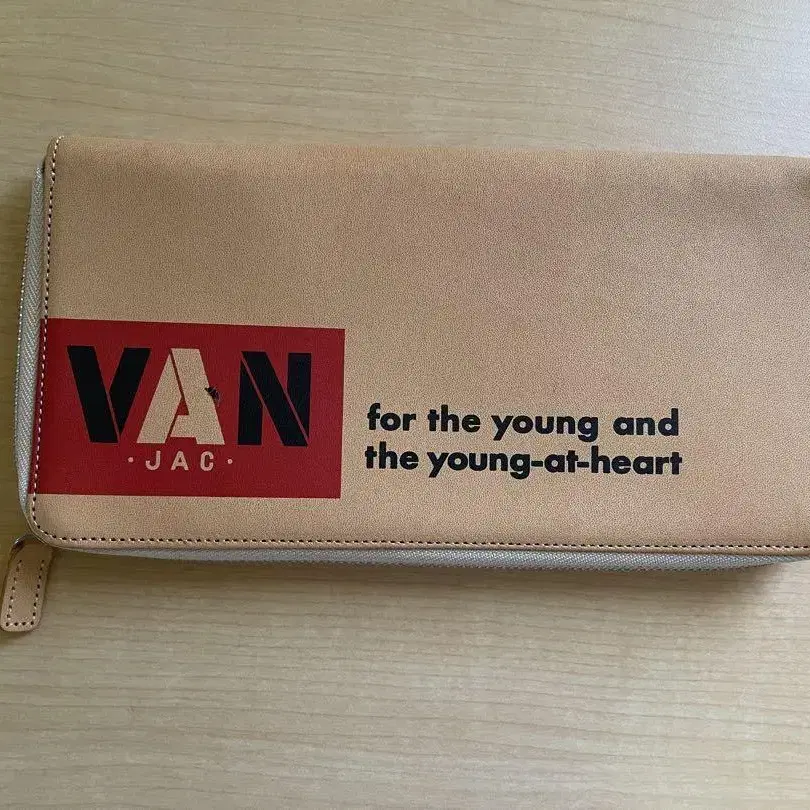 VAN
·JAC·
for the young and
the young-at-heart